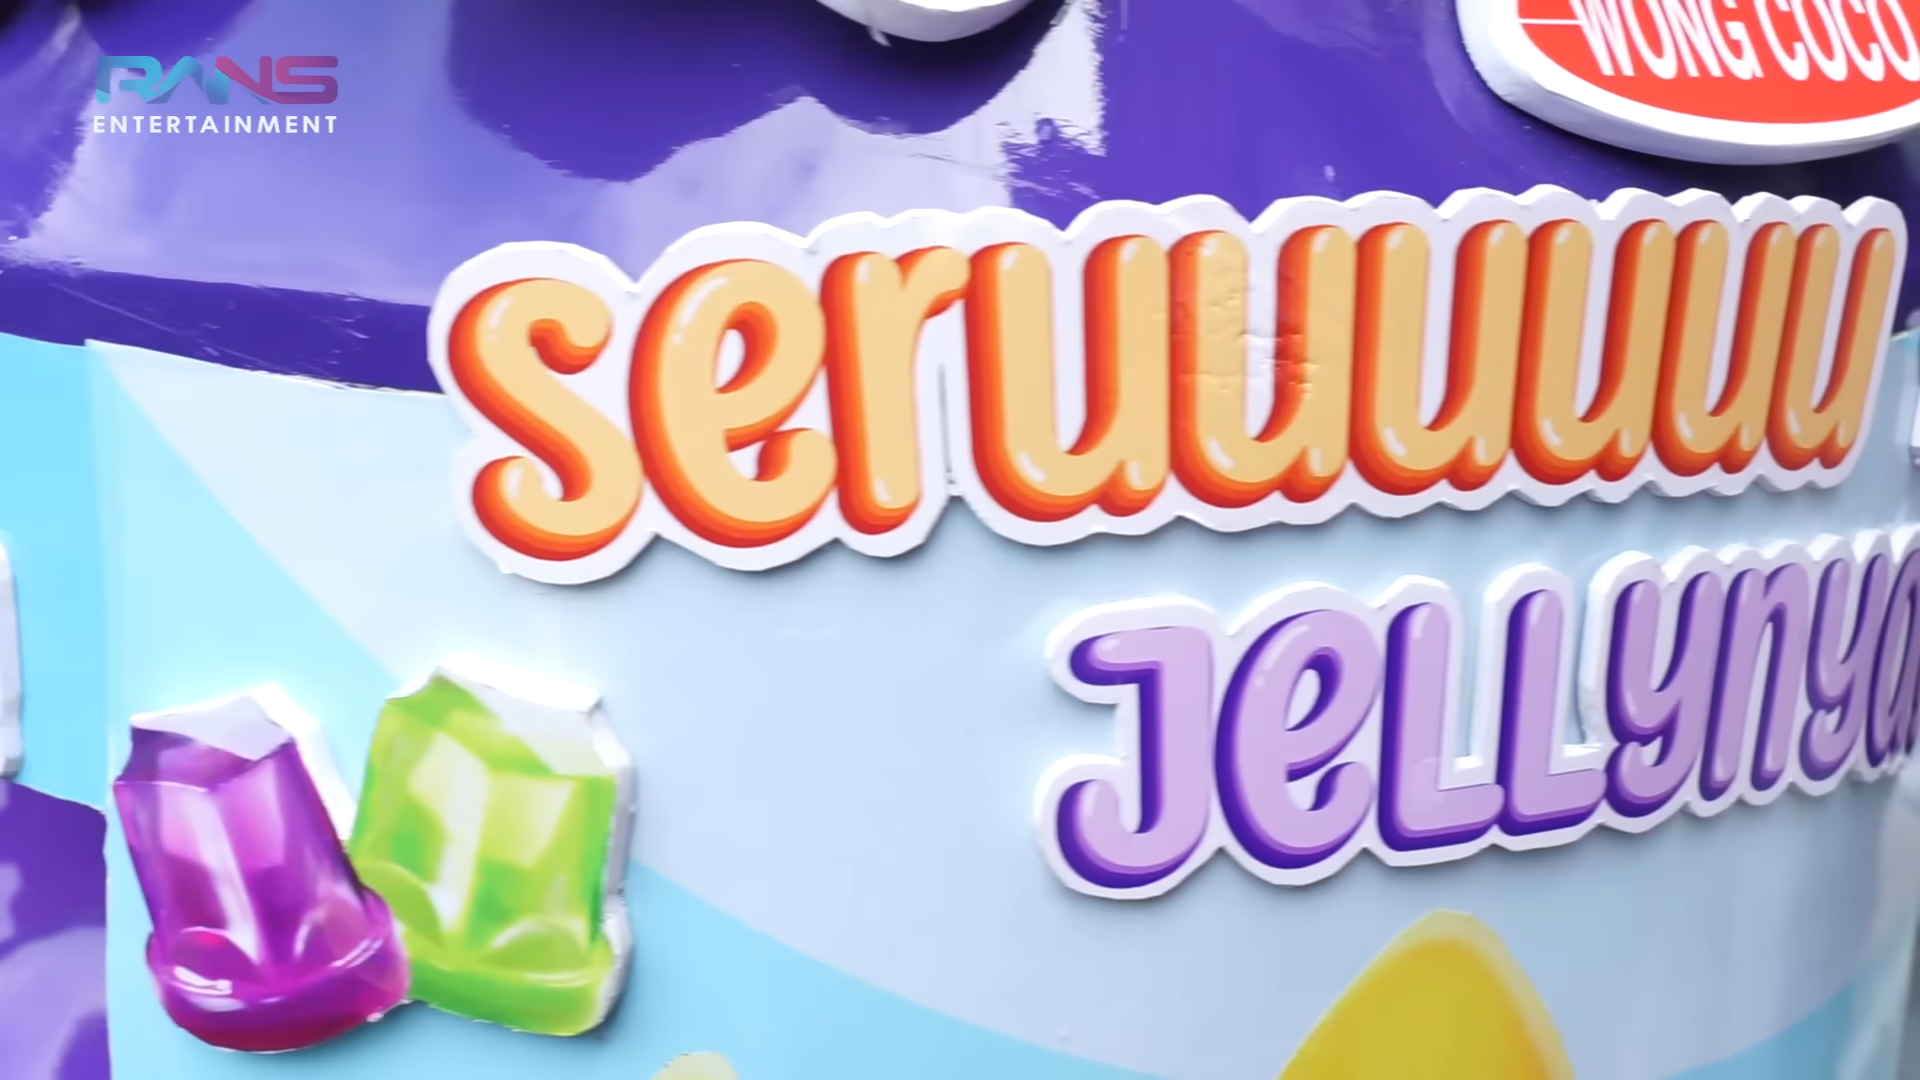 RANS
ENTERTAINMENT
WONG COCO
seruuuuuu
Jellynya